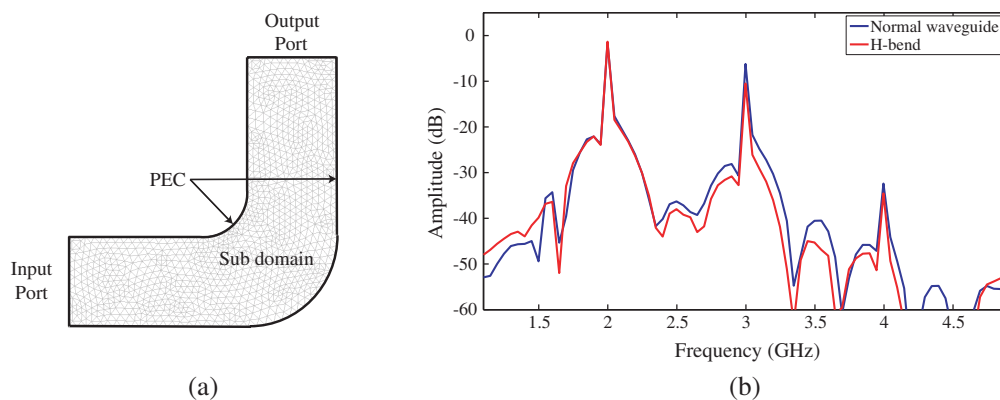 Output
Port
PEC
Sub domain
Input
Port
(a)
Normal waveguide
H-bend
0
-10
-20
-30
-40
-50
-60
Amplitude (dB)
1.5
2
2.5
3
3.5
4
4.5
Frequency (GHz)
(b)